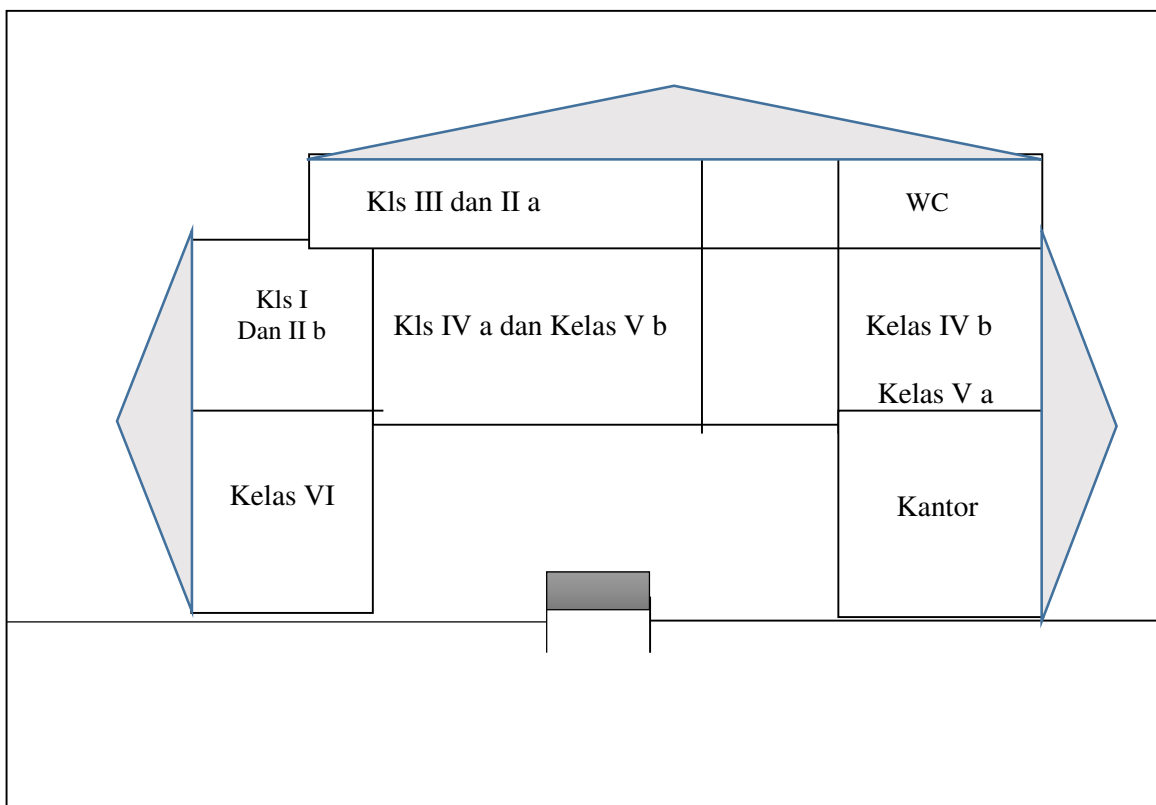 Kls III dan II a
WC
Kls I
Dan II b
Kls IV a dan Kelas V b
Kelas IV b
Kelas V a
Kelas VI
Kantor